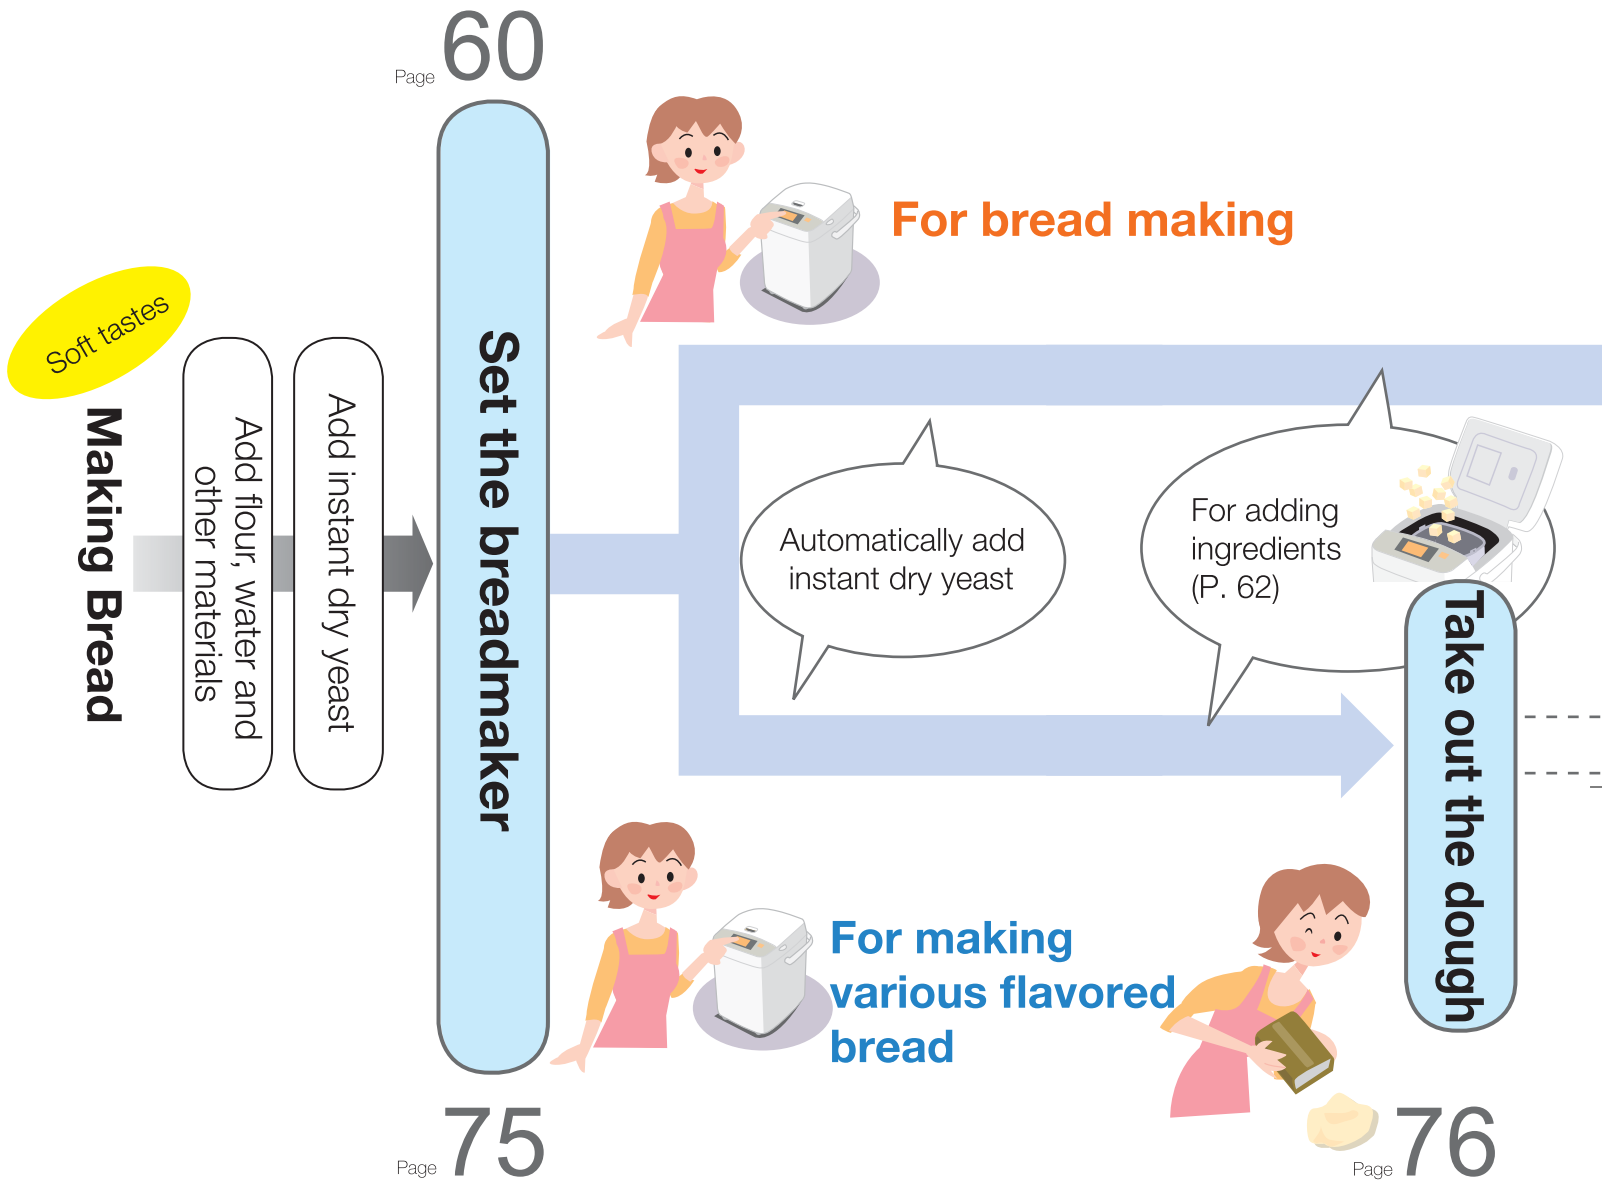 Page 60
For bread making
Soft tastes
Making Bread
Add flour, water and
other materials
Add instant dry yeast
Set the breadmaker
Automatically add
instant dry yeast
For adding
ingredients
(P. 62)
Take out the dough
For making
various flavored
bread
Page 75
Page 76